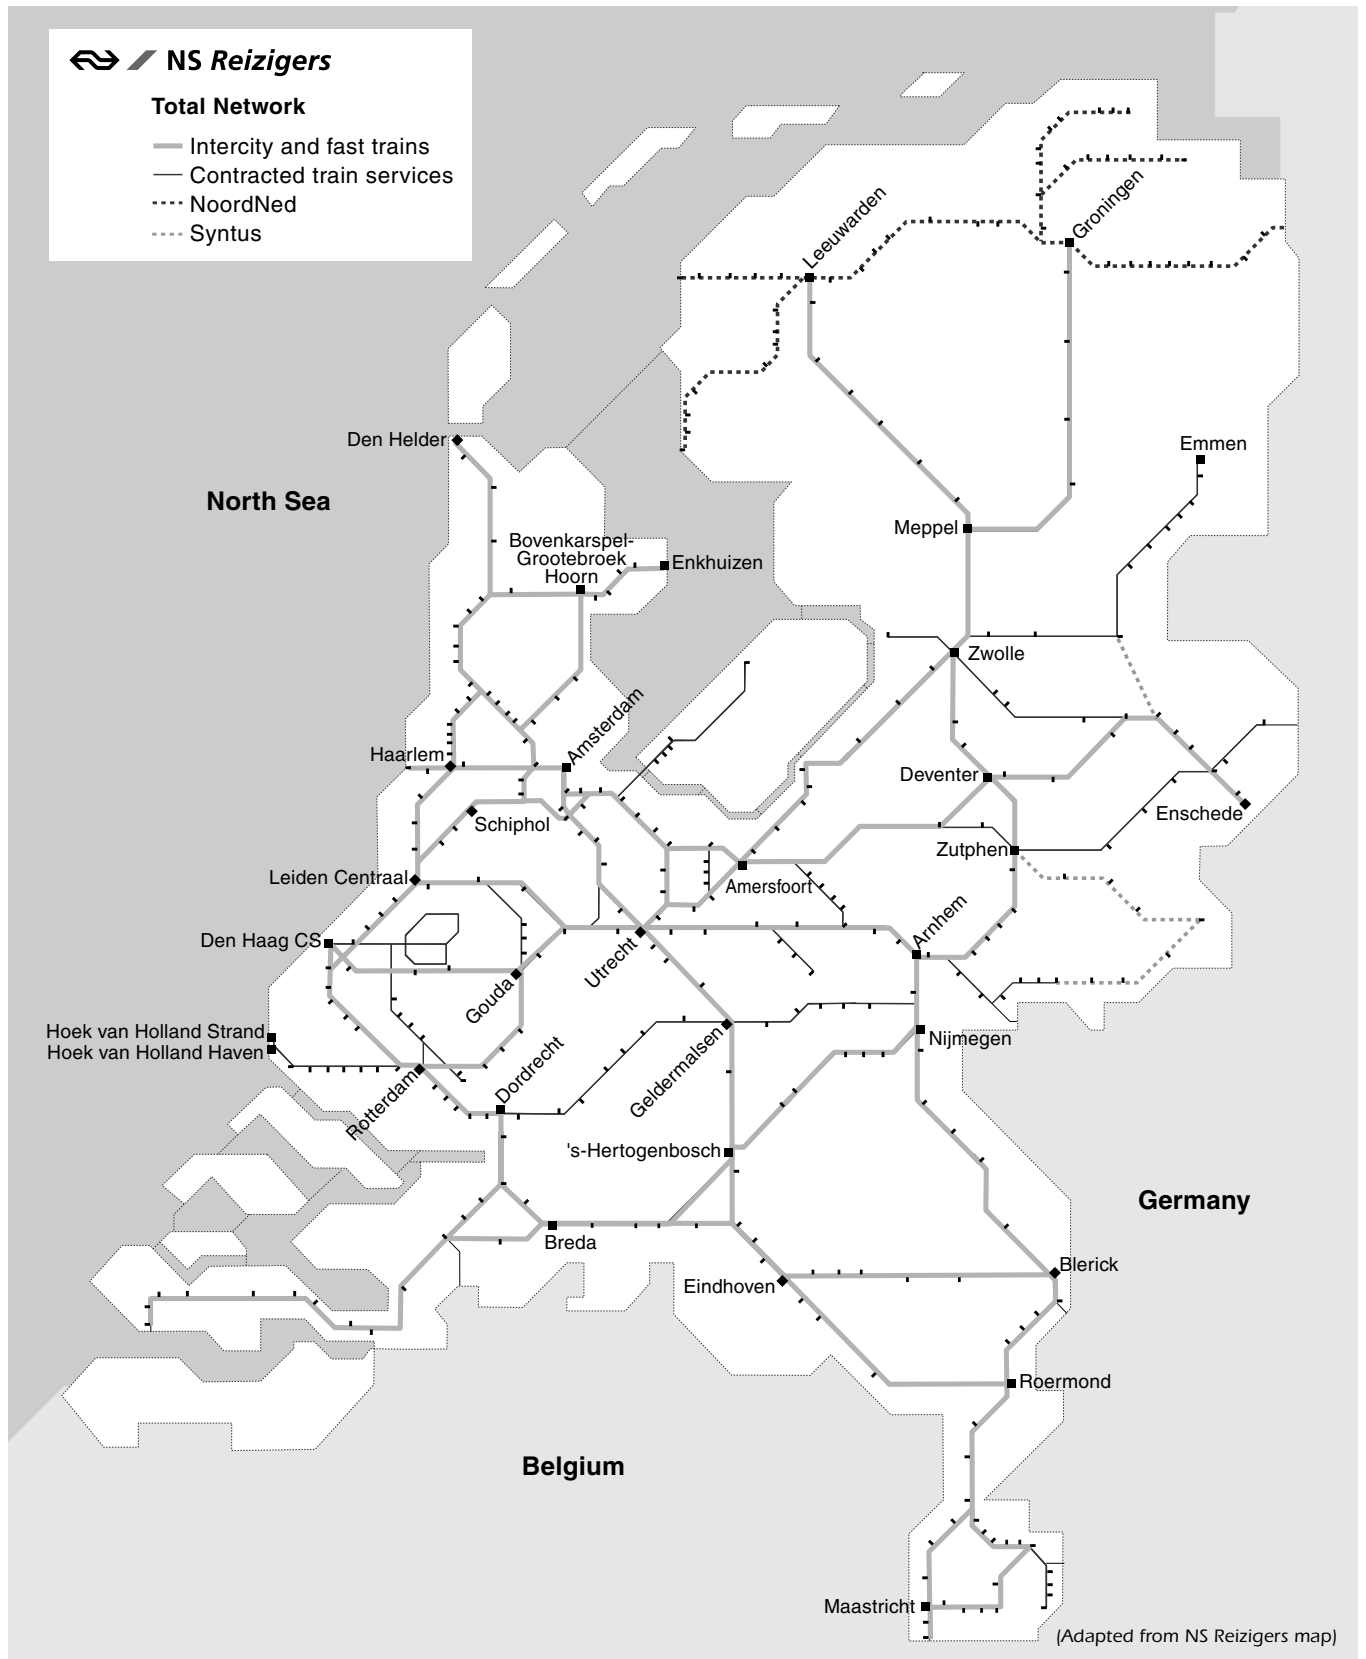 NS Reizigers
Total Network
Intercity and fast trains
Contracted train services
NoordNed
Syntus
Leeuwarden
Groningen
Den Helder
Emmen
North Sea
Meppel
Bovenkarspel-
Grootebroek
Hoorn
Enkhuizen
Zwolle
Amsterdam
Haarlem
Deventer
Schiphol
Enschede
Zutphen
Leiden Centraal
Amersfoort
Arnhem
Den Haag CS
Utrecht
Gouda
Hoek van Holland Strand
Hoek van Holland Haven
Nijmegen
Dordrecht
Geldermalsen
Rotterdam
's-Hertogenbosch
Germany
Breda
Blerick
Eindhoven
Roermond
Belgium
Maastricht
(Adapted from NS Reizigers map)